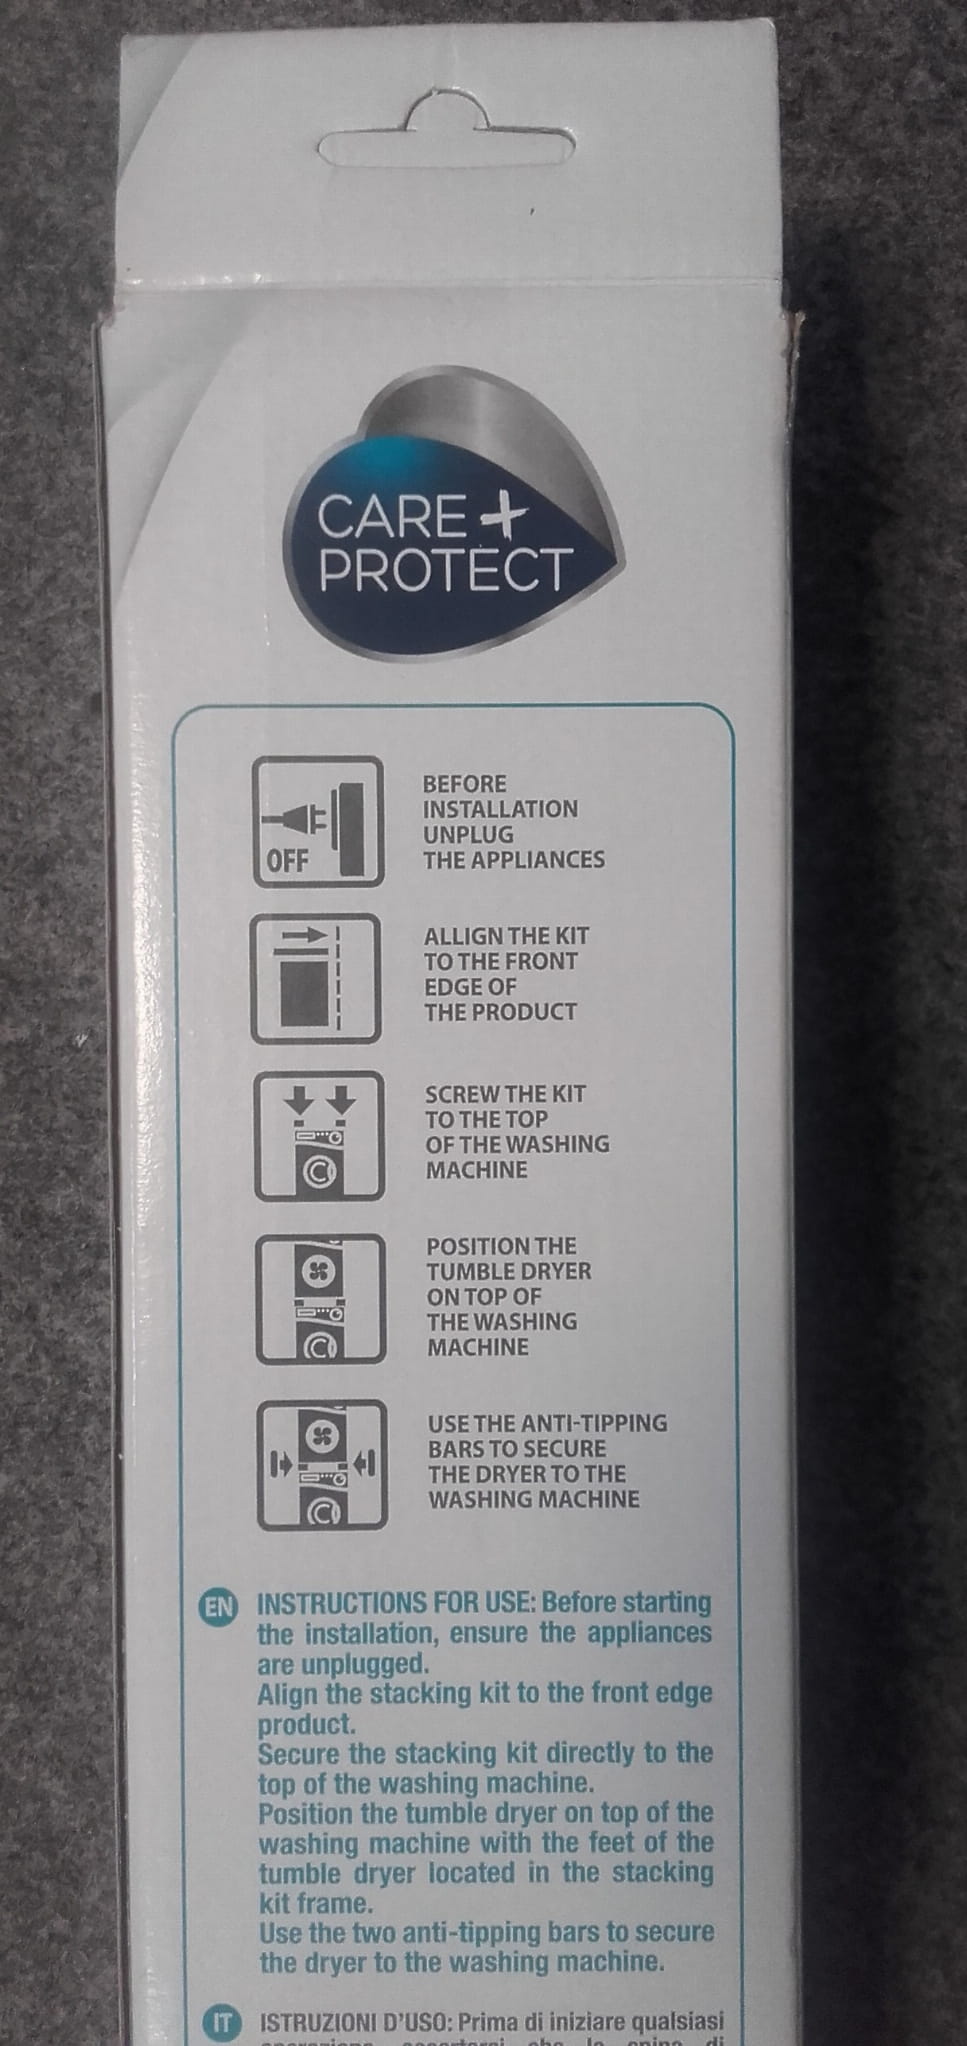 CARE +
PROTECT
OFF
BEFORE
INSTALLATION
UNPLUG
THE APPLIANCES
ALLIGN THE KIT
TO THE FRONT
EDGE OF
THE PRODUCT
SCREW THE KIT
TO THE TOP
OF THE WASHING
MACHINE
POSITION THE
TUMBLE DRYER
ON TOP OF
THE WASHING
MACHINE
USE THE ANTI-TIPPING
BARS TO SECURE
THE DRYER TO THE
WASHING MACHINE
EN INSTRUCTIONS FOR USE: Before starting
the installation, ensure the appliances
are unplugged.
Align the stacking kit to the front edge
product.
Secure the stacking kit directly to the
top of the washing machine.
Position the tumble dryer on top of the
washing machine with the feet of the
tumble dryer located in the stacking
kit frame.
Use the two anti-tipping bars to secure
the dryer to the washing machine.
IT ISTRUZIONI D'USO: Prima di iniziare qualsiasi